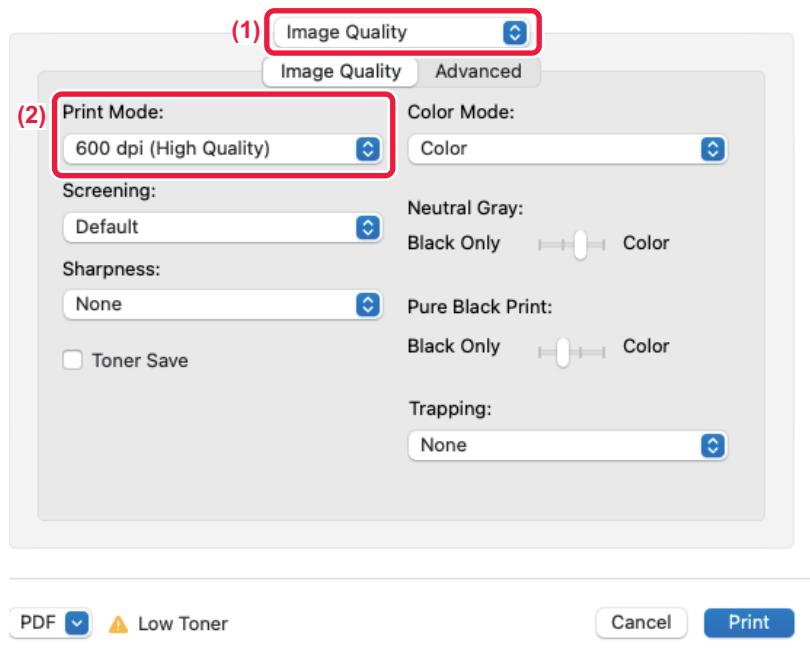 (1)
Image Quality
Image Quality Advanced
(2)
Print Mode:
600 dpi (High Quality)
Screening:
Default
Sharpness:
None
Toner Save
Color Mode:
Color
Neutral Gray:
Black Only Color
Pure Black Print:
Black Only Color
Trapping:
None
PDF Low Toner Cancel Print